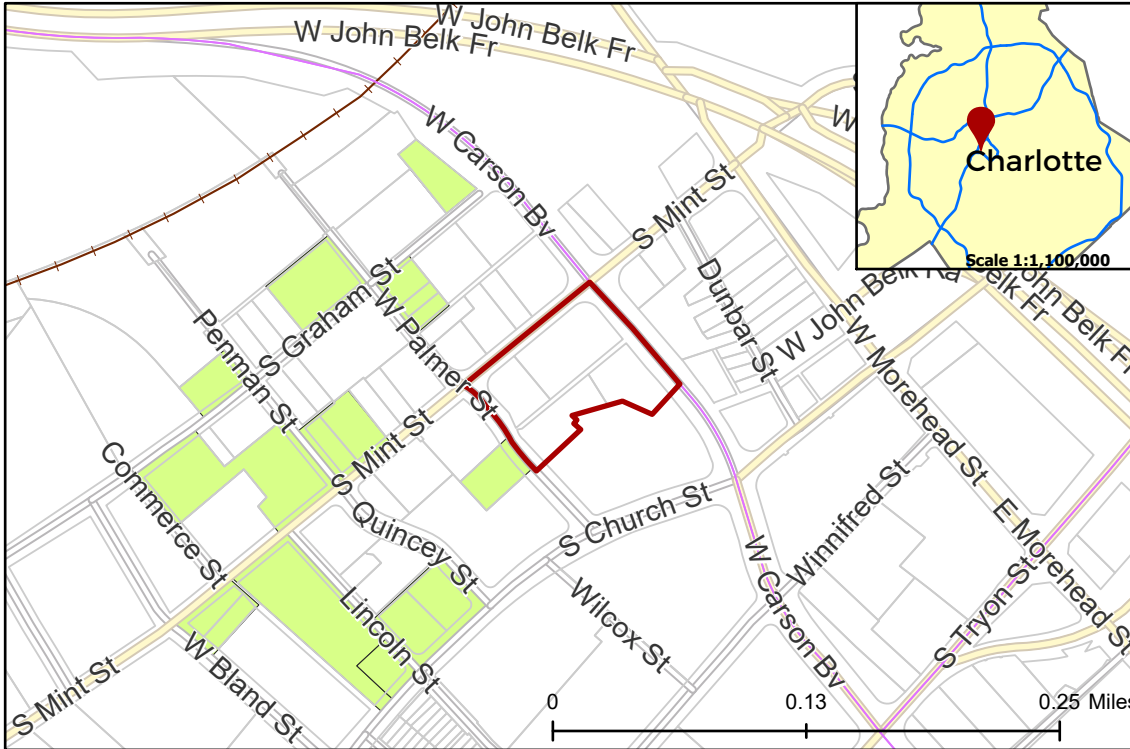 W John Belk Fr
W John Belk Fr
W Carson Bv
S Mint St
Charlotte
Scale 1:1,100,000
Dunbar St
W John Belk Ra
Belk Fr
John Belk Fr
S Graham St
W Palmer St
Penman St
W Morehead St
S Mint St
Commerce St
Quincey St
S Church St
Winnifred St
E Morehead St
Lincoln St
Wilcox St
W Carson Bv
S Tryon St
W Bland St
S Mint St
0
0.13
0.25 Miles